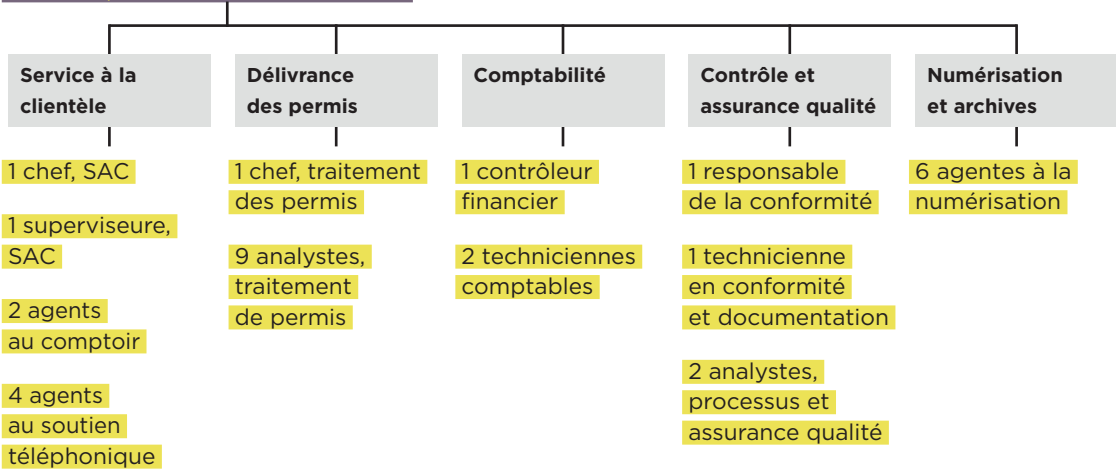 Service à la
clientèle
1 chef, SAC
1 superviseure,
SAC
2 agents
au comptoir
4 agents
au soutien
téléphonique
Délivrance
des permis
1 chef, traitement
des permis
9 analystes,
traitement
de permis
Comptabilité
1 contrôleur
financier
2 techniciennes
comptables
Contrôle et
assurance qualité
1 responsable
de la conformité
1 technicienne
en conformité
et documentation
2 analystes,
processus et
assurance qualité
Numérisation
et archives
6 agentes à la
numérisation